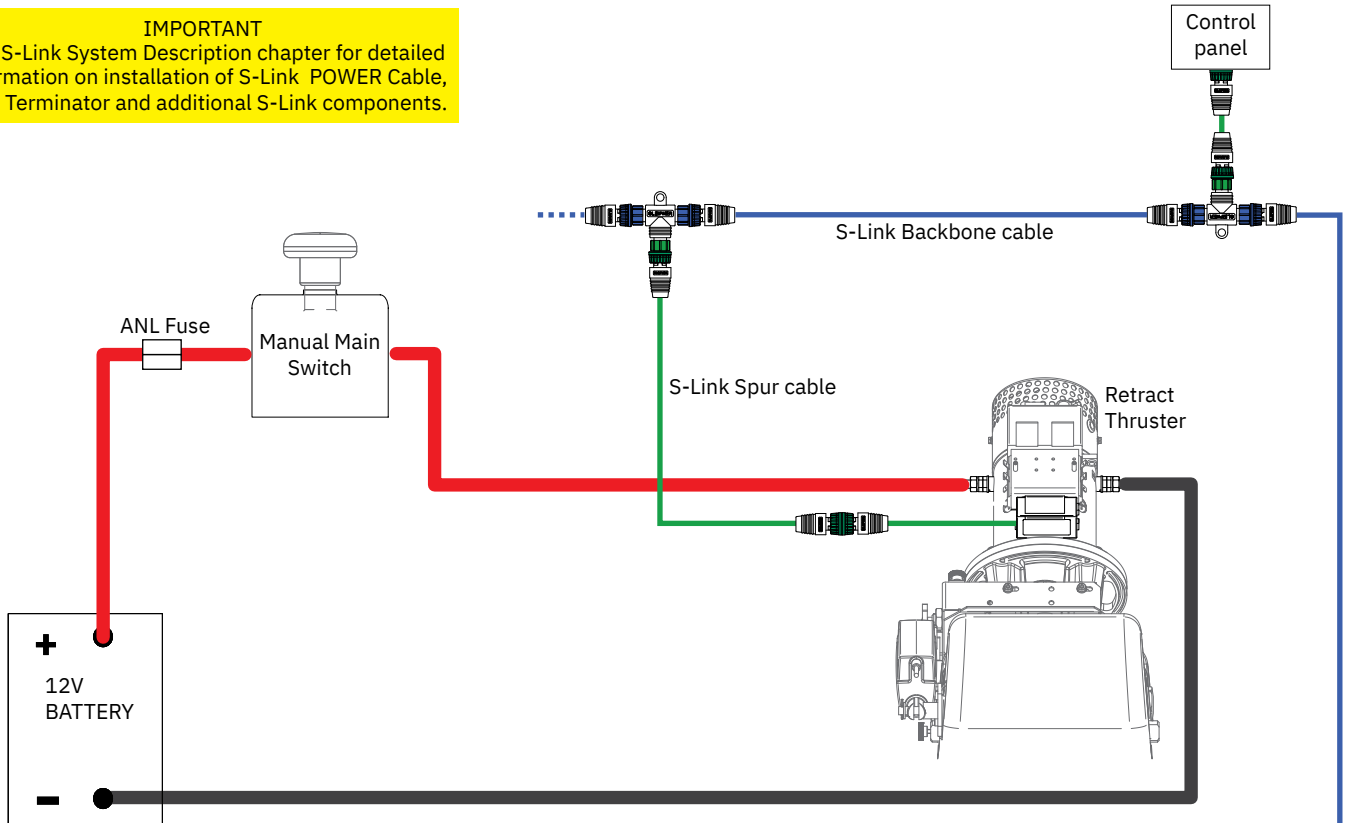 IMPORTANT
S-Link System Description chapter for detailed
rmation on installation of S-Link POWER Cable,
Terminator and additional S-Link components.
Control
panel
S-Link Backbone cable
ANL Fuse
Manual Main
Switch
S-Link Spur cable
Retract
Thruster
+
12V
BATTERY
-